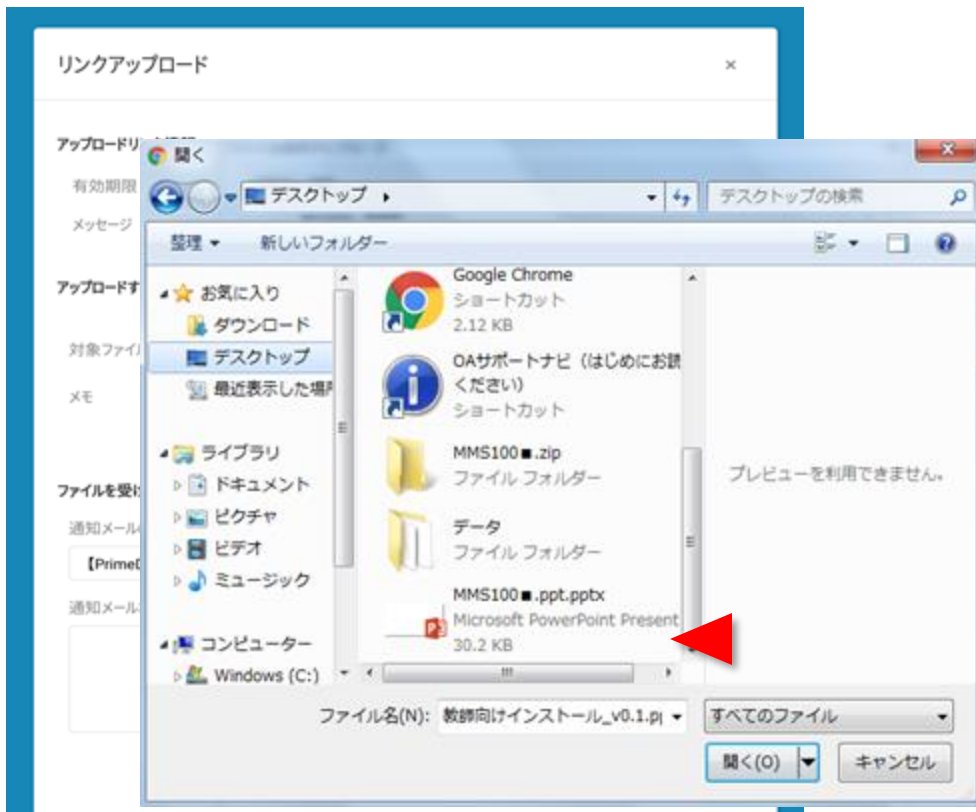 リンクアップロード
×
アップロードリ
有効期限
メッセージ
アップロードす
対象ファイル
メモ
ファイルを受け
通知メール
【Prime
通知メール
開く
デスクトップ
デスクトップの検索
整理
新しいフォルダー
お気に入り
ダウンロード
デスクトップ
最近表示した場所
ライブラリ
ドキュメント
ピクチャ
ビデオ
ミュージック
コンピューター
Windows (C:)
Google Chrome
ショートカット
2.12 KB
OAサポートナビ（はじめにお読
ください）
ショートカット
MMS100■.zip
ファイル フォルダー
データ
ファイル フォルダー
MMS100■.ppt.pptx
Microsoft PowerPoint Present
30.2 KB
プレビューを利用できません。
ファイル名(N):
教師向けインストール_v0.1.p
すべてのファイル
開く(O)
キャンセル